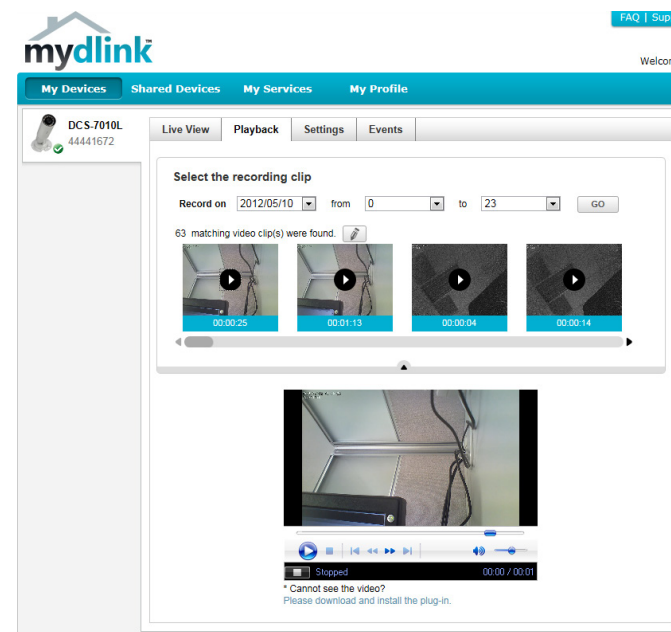 FAQ | Sup
mydlink
Welcon
My Devices Shared Devices My Services My Profile
DCS-7010L
44441672
Live View Playback Settings Events
Select the recording clip
Record on 2012/05/10 from 0 to 23 GO
63 matching video clip(s) were found.
00:00:25 00:01:13 00:00:04 00:00:14
Stopped 00:00 / 00:01
* Cannot see the video?
Please download and install the plug-in.